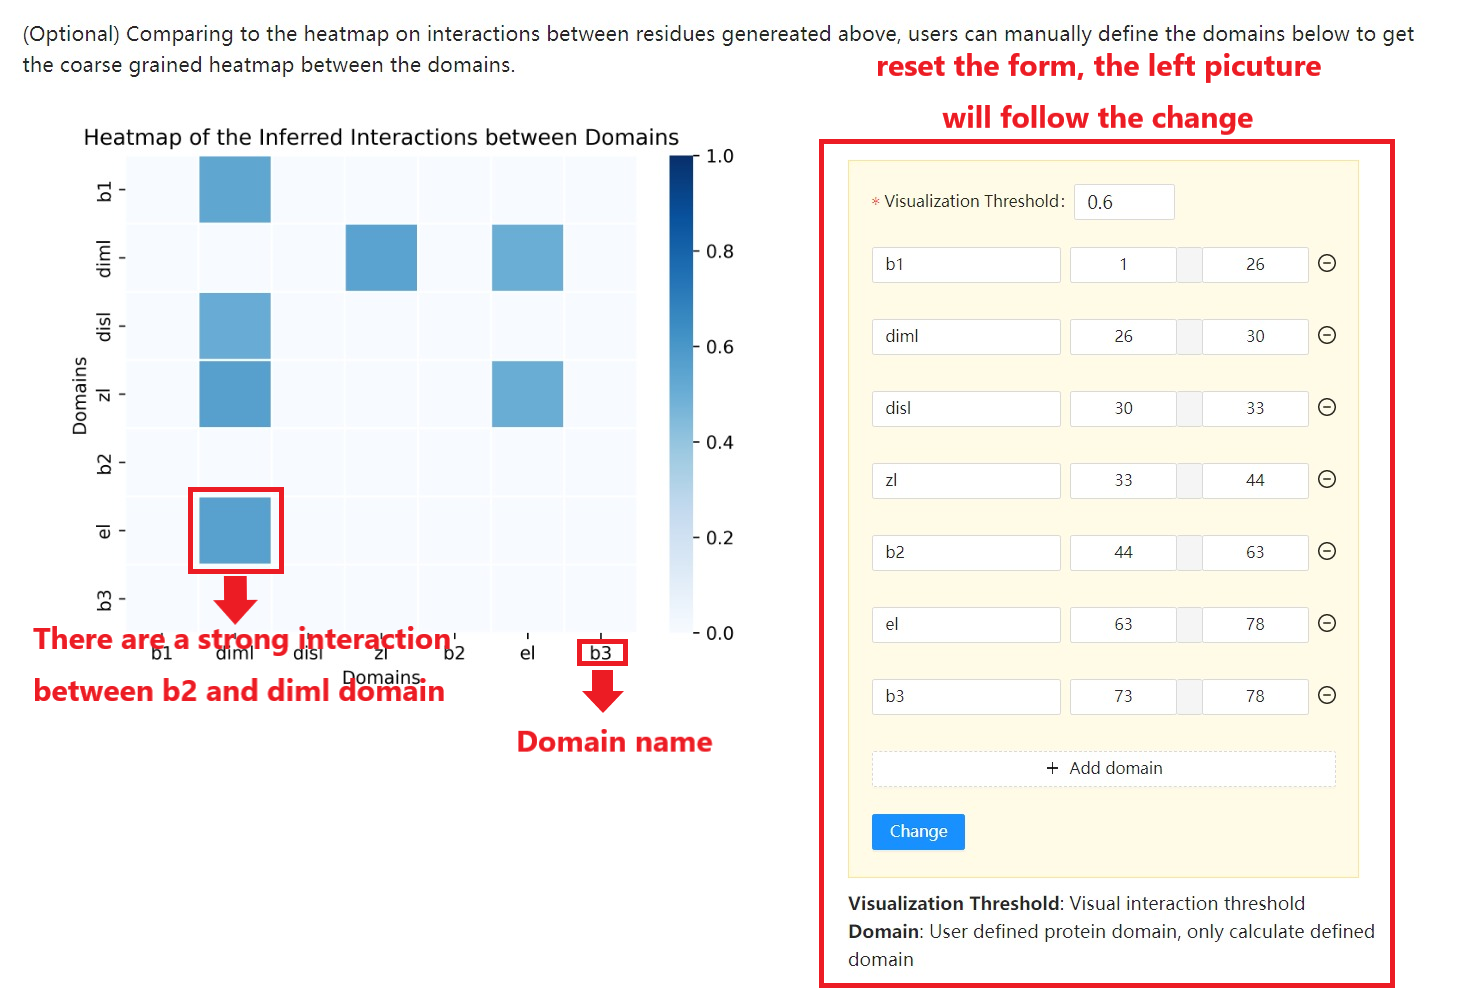 (Optional) Comparing to the heatmap on interactions between residues genereated above, users can manually define the domains below to get
the coarse grained heatmap between the domains.
reset the form, the left picuture
will follow the change
Heatmap of the Inferred Interactions between Domains
Domains
b1
diml
disl
zl
b2
el
b3
1.0
0.8
0.6
0.4
0.2
0.0
b1 diml disl zl b2 el b3
Domains
There are a strong interaction
between b2 and diml domain
Domain name
* Visualization Threshold: 0.6
b1 1 26
diml 26 30
disl 30 33
zl 33 44
b2 44 63
el 63 78
b3 73 78
+ Add domain
Change
Visualization Threshold: Visual interaction threshold
Domain: User defined protein domain, only calculate defined
domain